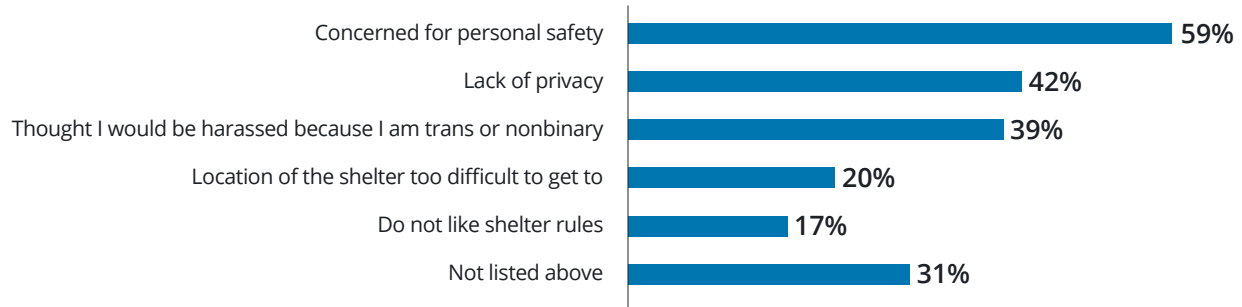 Concerned for personal safety 59%
Lack of privacy 42%
Thought I would be harassed because I am trans or nonbinary 39%
Location of the shelter too difficult to get to 20%
Do not like shelter rules 17%
Not listed above 31%